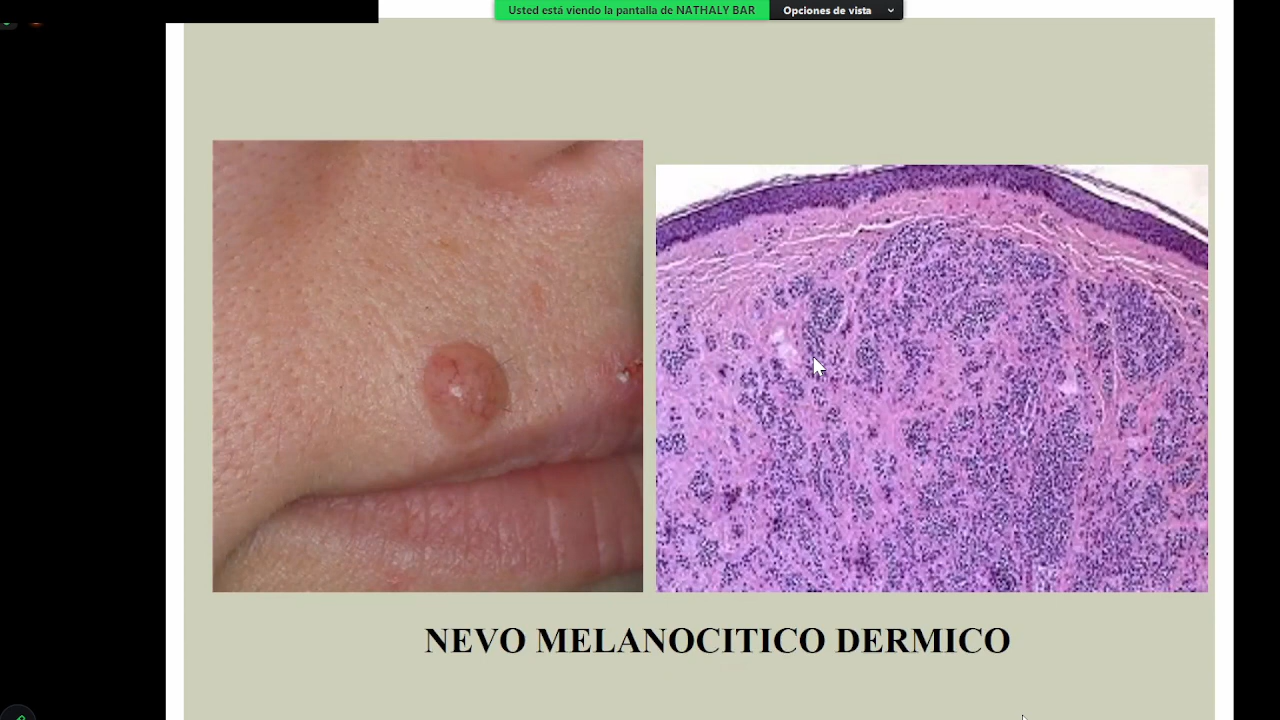 Usted está viendo la pantalla de NATHALY BAR
Opciones de vista
NEVO MELANOCITICO DERMICO